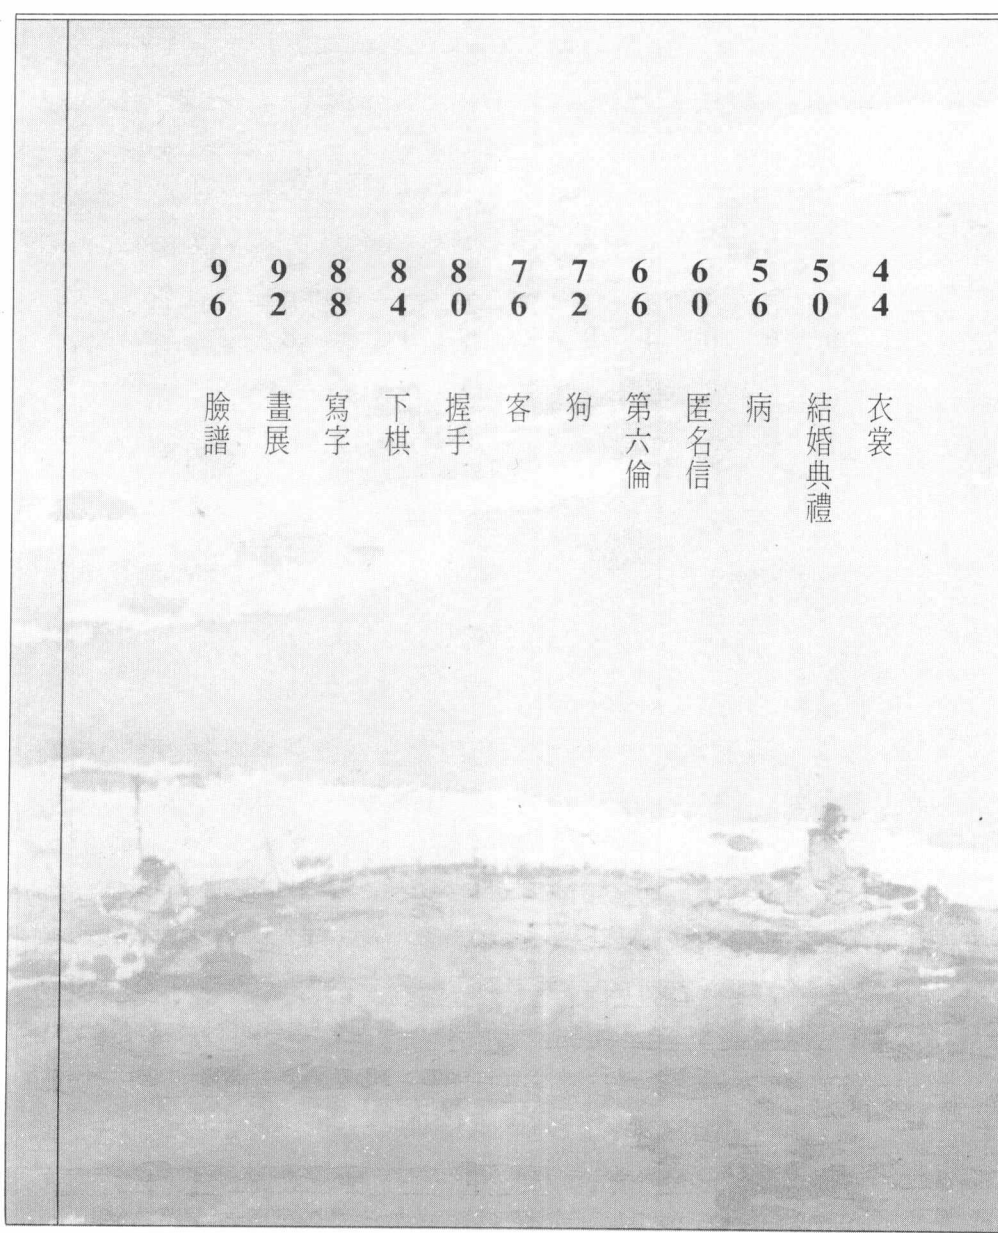 44 衣裳
50 結婚典禮
56 病
60 匿名信
66 第六倫
72 狗
76 客
80 握手
84 下棋
88 寫字
92 畫展
96 臉譜